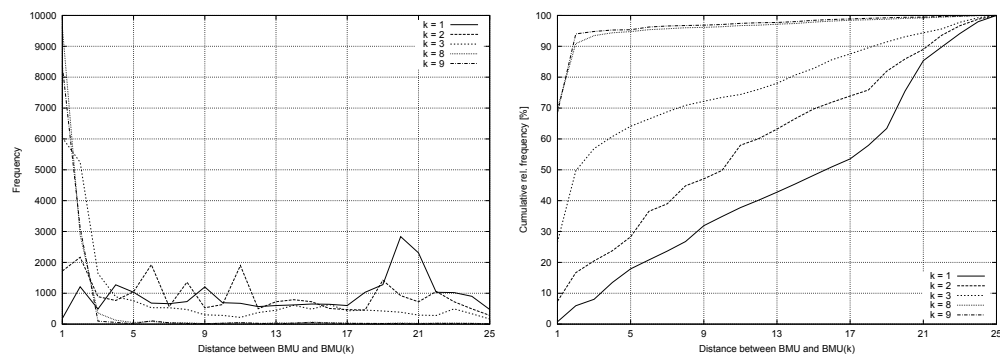 10000
9000
8000
7000
6000
5000
4000
3000
2000
1000
0
Frequency
k = 1
k = 2
k = 3
k = 8
k = 9
1 5 9 13 17 21 25
Distance between BMU and BMU(k)
100
90
80
70
60
50
40
30
20
10
0
Cumulative rel. frequency [%]
k = 1
k = 2
k = 3
k = 8
k = 9
1 5 9 13 17 21 25
Distance between BMU and BMU(k)